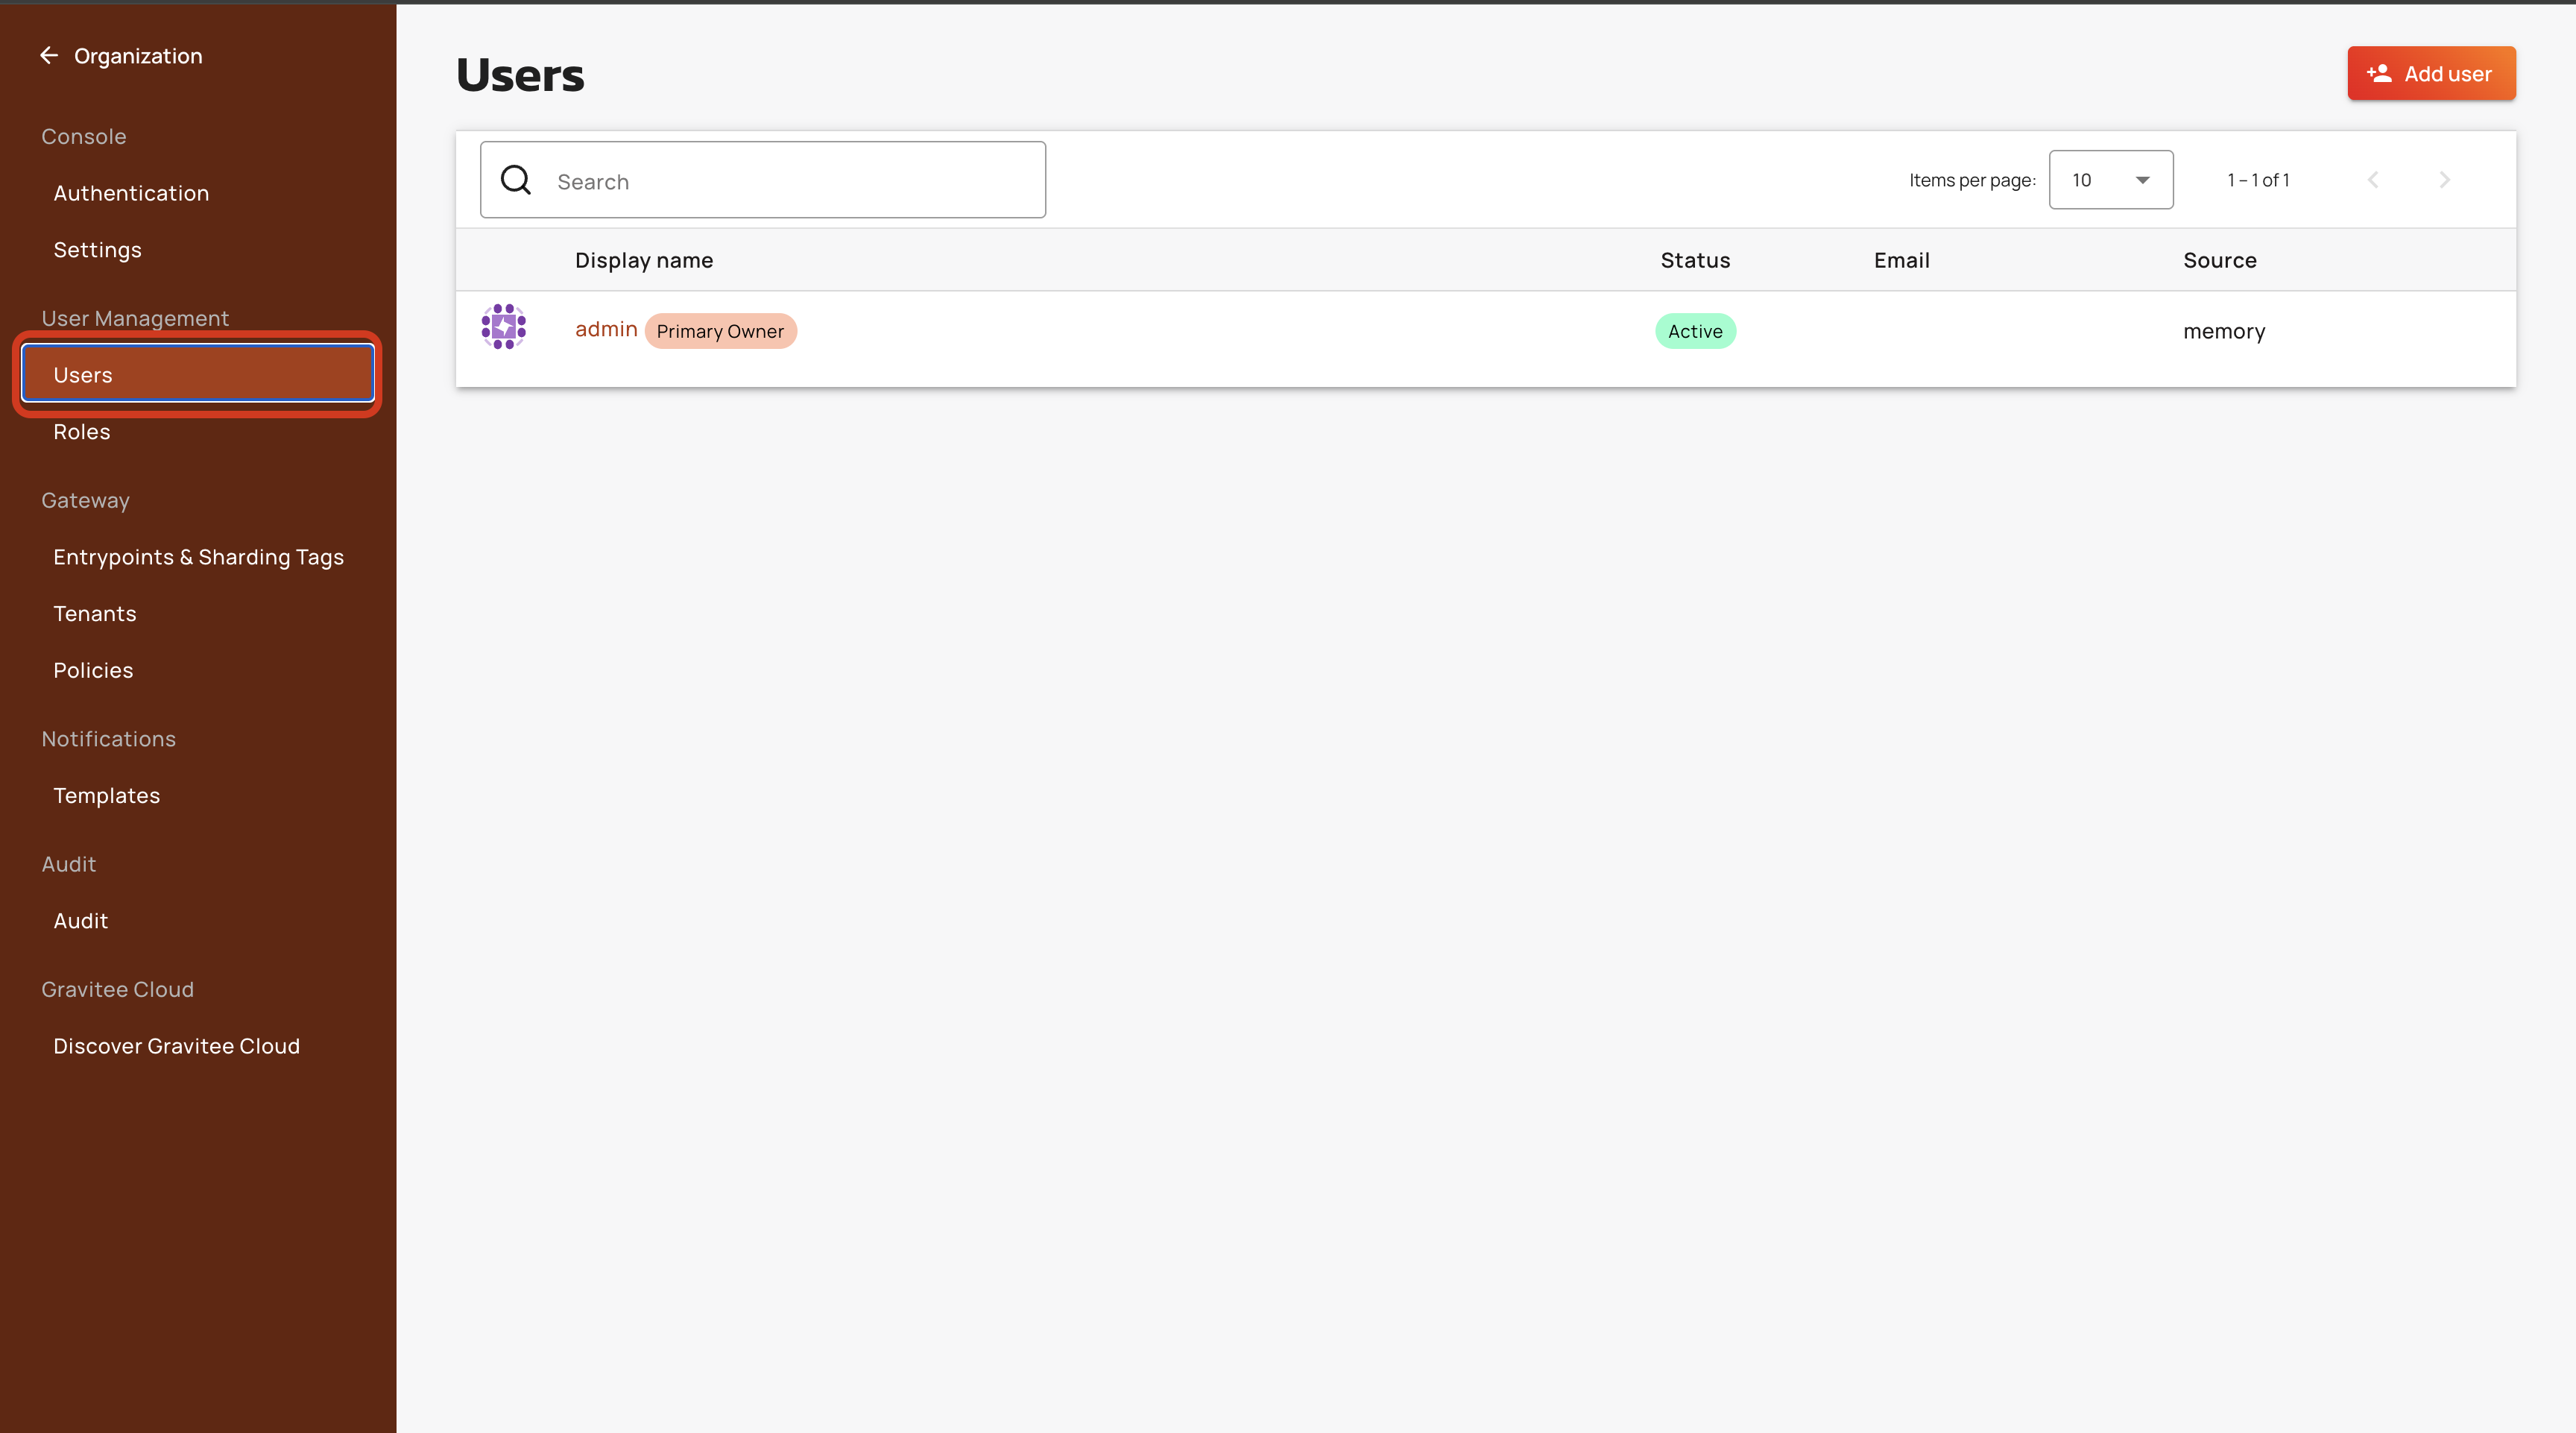 Organization
Console
Authentication
Settings
User Management
Users
Roles
Gateway
Entrypoints & Sharding Tags
Tenants
Policies
Notifications
Templates
Audit
Audit
Gravitee Cloud
Discover Gravitee Cloud
Users
Add user
Search
Items per page: 10 1 – 1 of 1
Display name Status Email Source
admin Primary Owner Active memory